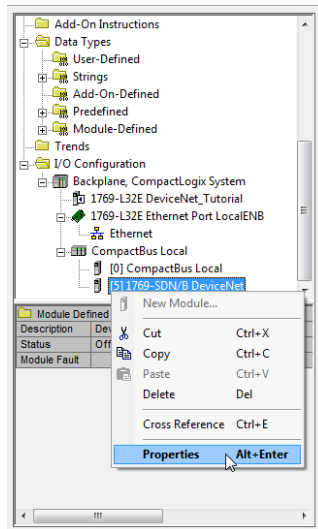 Add-On Instructions
Data Types
User-Defined
Strings
Add-On-Defined
Predefined
Module-Defined
Trends
I/O Configuration
Backplane, CompactLogix System
1769-L32E DeviceNet_Tutorial
1769-L32E Ethernet Port LocalENB
Ethernet
CompactBus Local
[0] CompactBus Local
[5] 1769-SDN/B DeviceNet
Module Defined
Description Dev
Status Off
Module Fault
New Module...
Cut Ctrl+X
Copy Ctrl+C
Paste Ctrl+V
Delete Del
Cross Reference Ctrl+E
Properties Alt+Enter